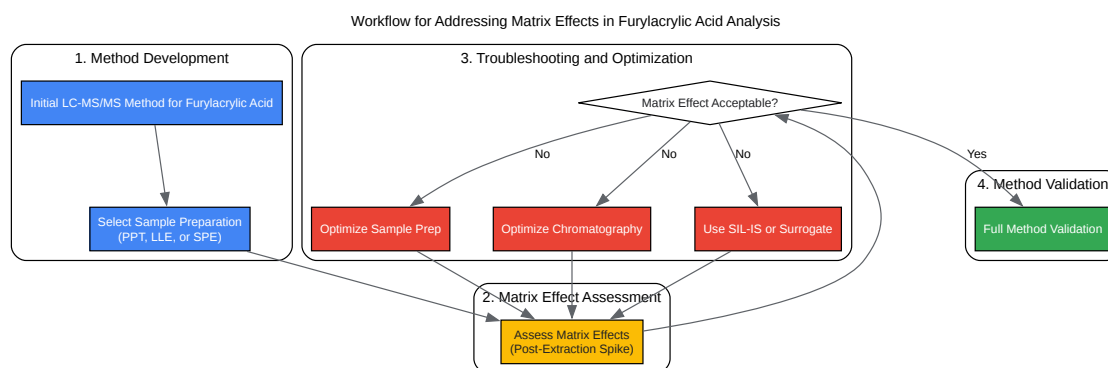 Workflow for Addressing Matrix Effects in Furylacrylic Acid Analysis
1. Method Development
Initial LC-MS/MS Method for Furylacrylic Acid
Select Sample Preparation
(PPT, LLE, or SPE)
3. Troubleshooting and Optimization
Matrix Effect Acceptable?
No
No
No
Yes
Optimize Sample Prep
Optimize Chromatography
Use SIL-IS or Surrogate
4. Method Validation
Full Method Validation
2. Matrix Effect Assessment
Assess Matrix Effects
(Post-Extraction Spike)